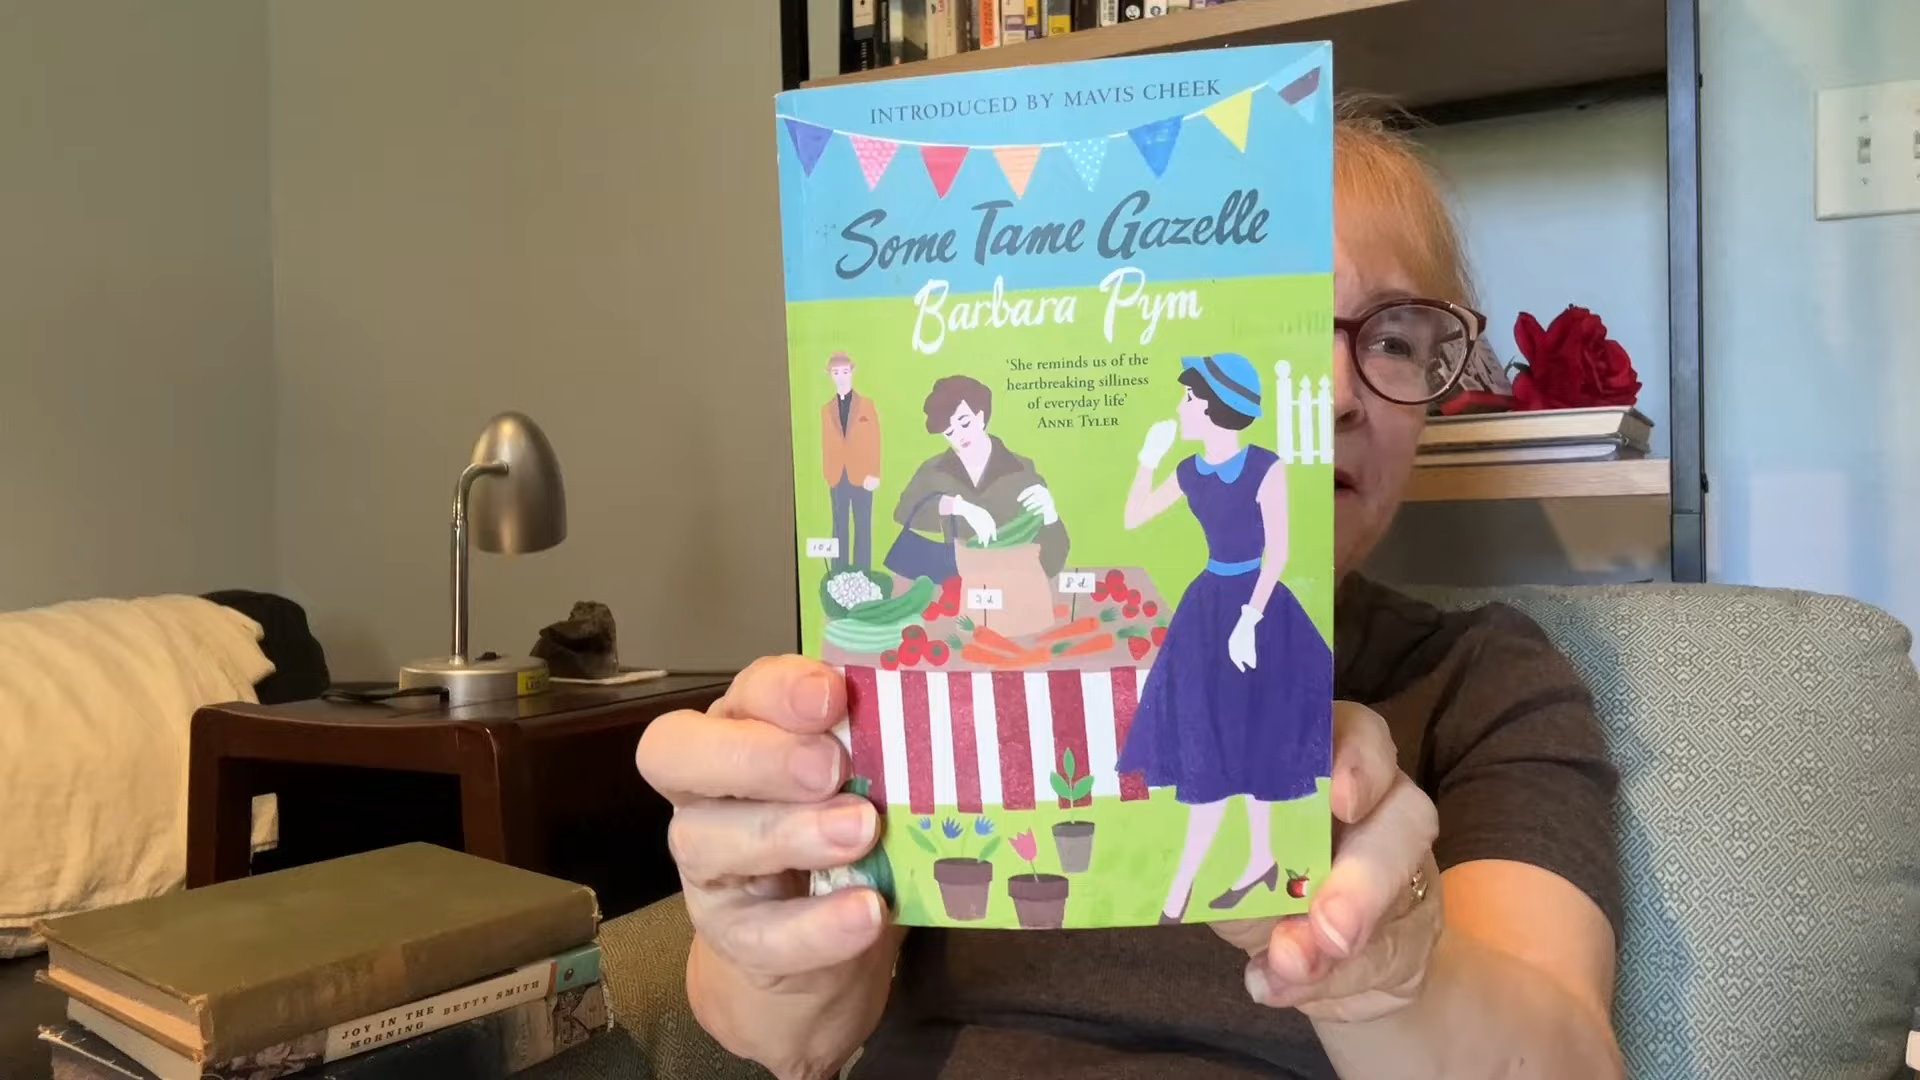 INTRODUCED BY MAVIS CHEEK
Some Tame Gazelle
Barbara Pym
'She reminds us of the
heartbreaking silliness
of everyday life'
ANNE TYLER
10d
8d
JOY IN THE
MORNING
BETTY SMITH